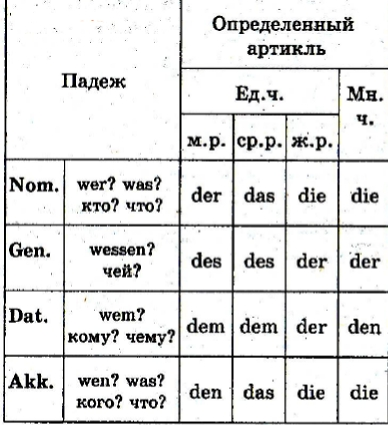 Падеж
Определенный
артикль
Ед.ч.
Мн.
ч.
м.р. ср.р. ж.р.
Nom. wer? was?
кто? что? der das die die
Gen. wessen?
чей? des des der der
Dat. wem?
кому? чему? dem dem der den
Akk. wen? was?
кого? что? den das die die